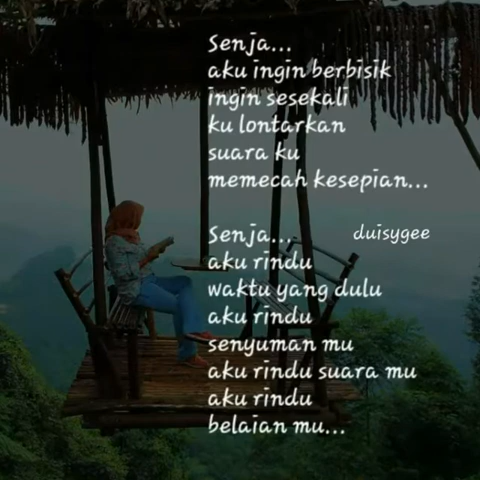 Senja...
aku ingin berbisik
ingin sesekali
ku lontarkan
suara ku
memecah kesepian...
Senja...
duisygee
aku rindu
waktu yang dulu
aku rindu
senyuman mu
aku rindu suara mu
aku rindu
belaian mu...